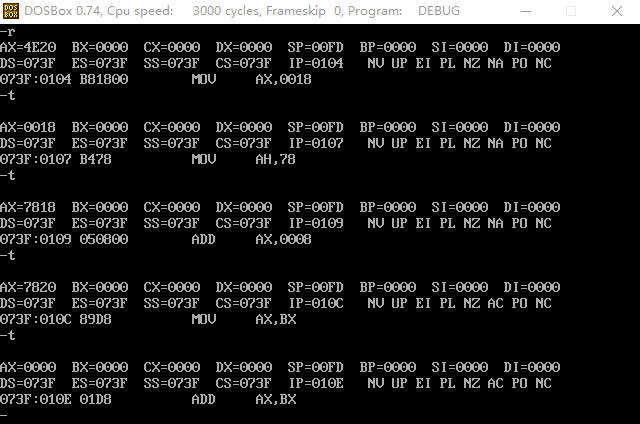 DOSBox 0.74, Cpu speed: 3000 cycles, Frameskip 0, Program: DEBUG
-r
AX=4E20 BX=0000 CX=0000 DX=0000 SP=00FD BP=0000 SI=0000 DI=0000
DS=073F ES=073F SS=073F CS=073F IP=0104 NV UP EI PL NZ NA PO NC
073F:0104 B81800 MOV AX,0018
-t
AX=0018 BX=0000 CX=0000 DX=0000 SP=00FD BP=0000 SI=0000 DI=0000
DS=073F ES=073F SS=073F CS=073F IP=0107 NV UP EI PL NZ NA PO NC
073F:0107 B478 MOV AH,78
-t
AX=7818 BX=0000 CX=0000 DX=0000 SP=00FD BP=0000 SI=0000 DI=0000
DS=073F ES=073F SS=073F CS=073F IP=0109 NV UP EI PL NZ NA PO NC
073F:0109 050800 ADD AX,0008
-t
AX=7820 BX=0000 CX=0000 DX=0000 SP=00FD BP=0000 SI=0000 DI=0000
DS=073F ES=073F SS=073F CS=073F IP=010C NV UP EI PL NZ AC PO NC
073F:010C 89D8 MOV AX,BX
-t
AX=0000 BX=0000 CX=0000 DX=0000 SP=00FD BP=0000 SI=0000 DI=0000
DS=073F ES=073F SS=073F CS=073F IP=010E NV UP EI PL NZ AC PO NC
073F:010E 01D8 ADD AX,BX
-